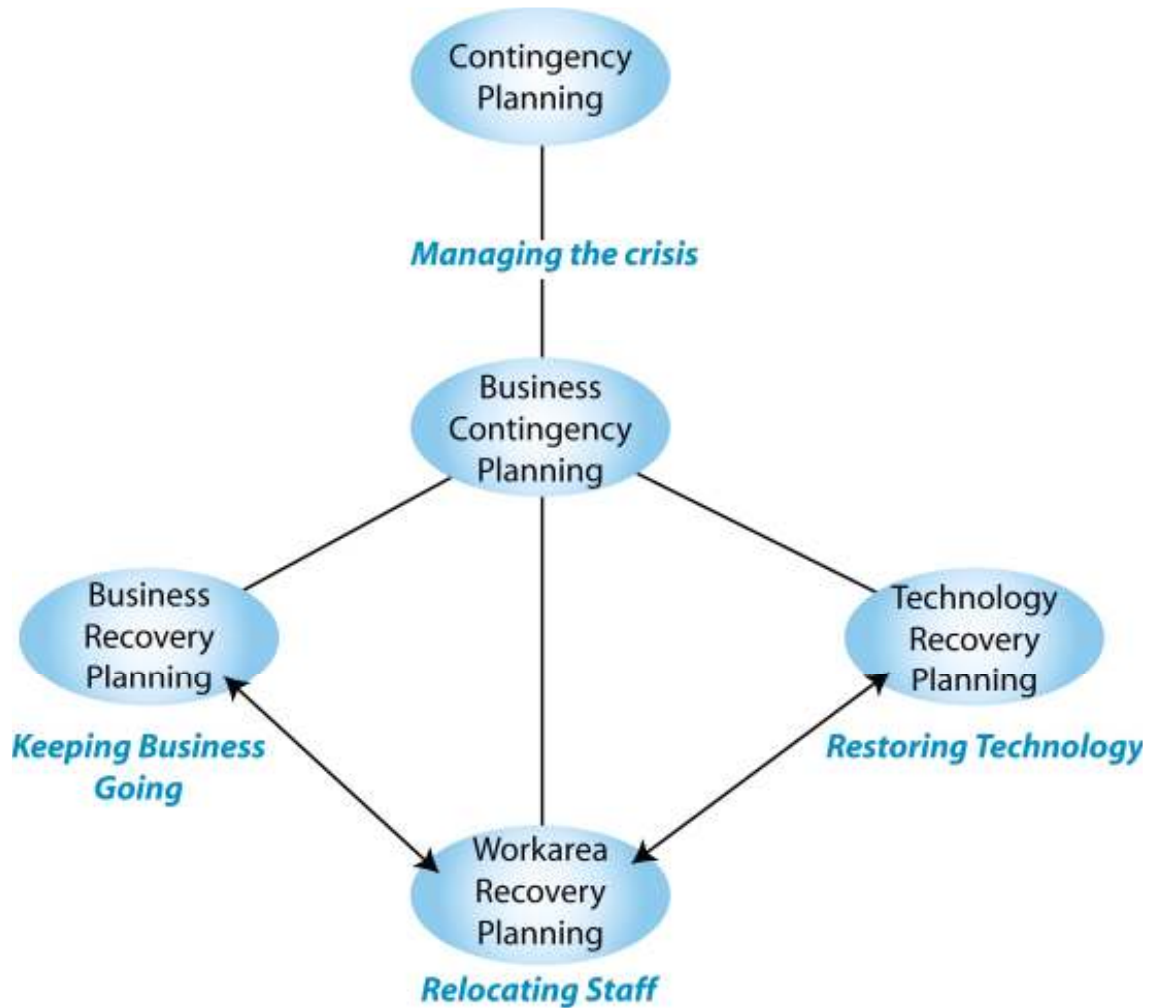 Contingency
Planning
Managing the crisis
Business
Contingency
Planning
Business
Recovery
Planning
Technology
Recovery
Planning
Keeping Business
Going
Restoring Technology
Workarea
Recovery
Planning
Relocating Staff